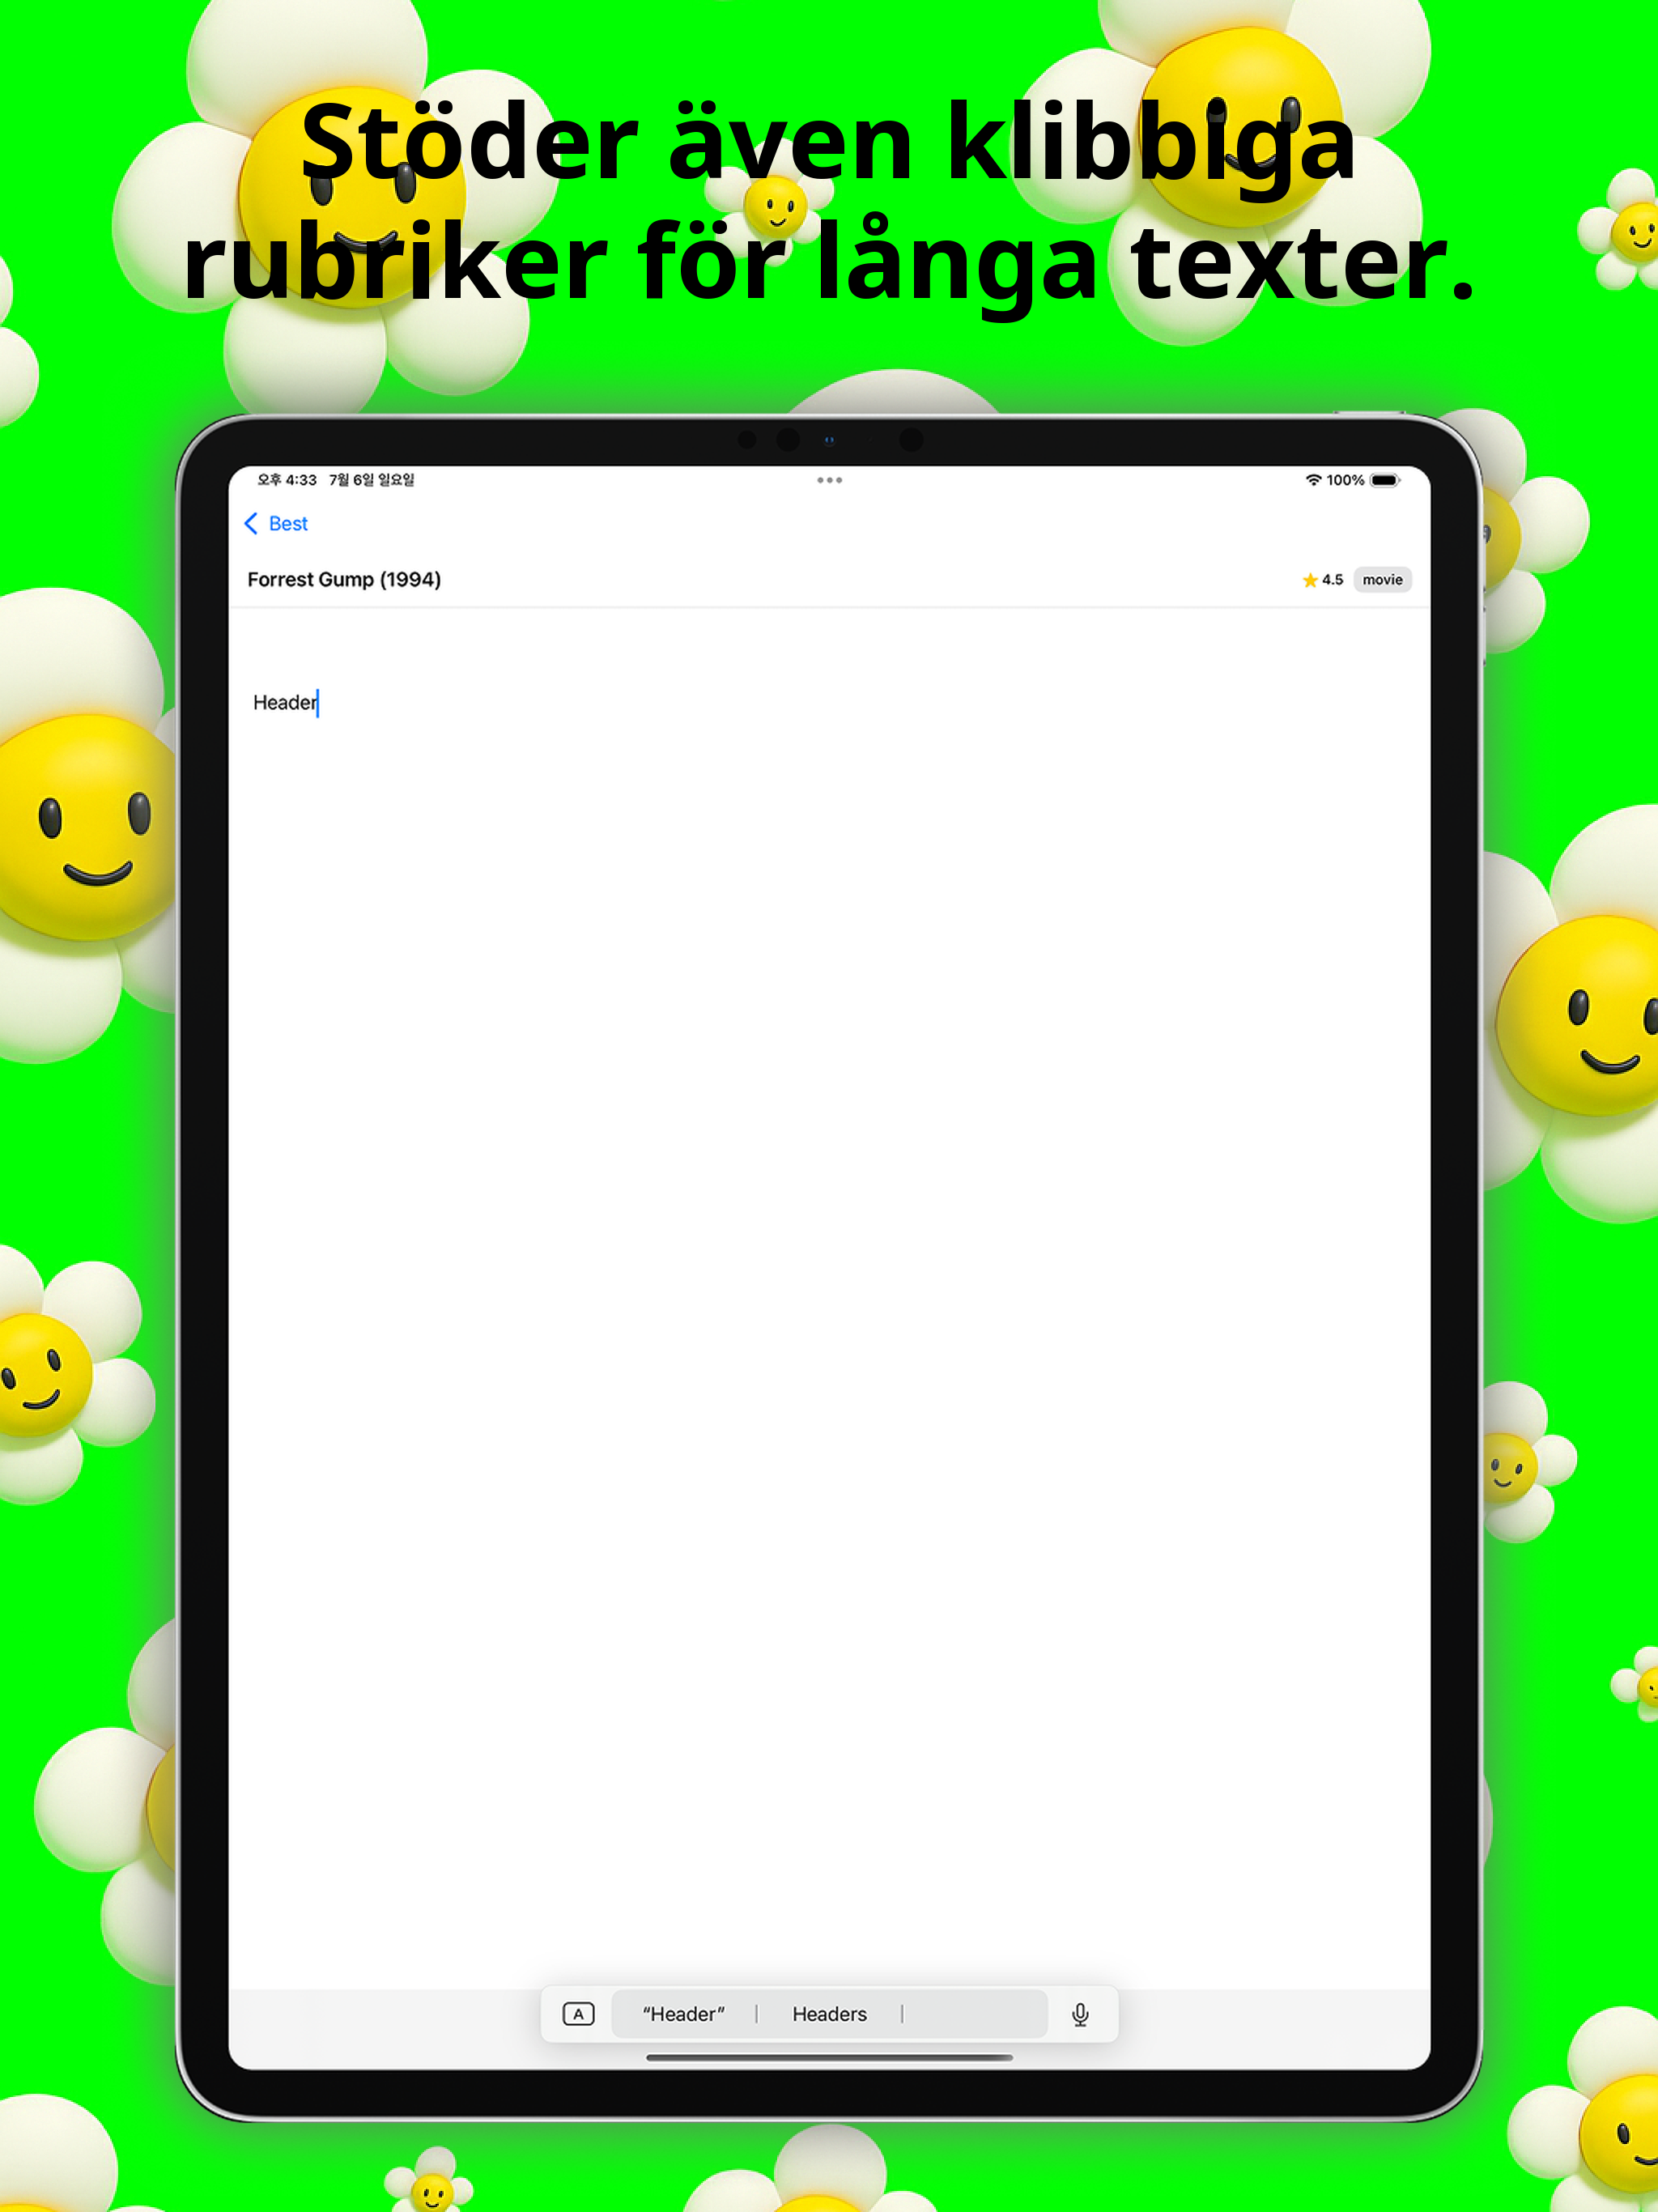 Stöder även klibbiga
rubriker för långa texter.
오후 4:33 7월 6일 일요일
100%
Best
Forrest Gump (1994)
4.5 movie
Header
A “Header” Headers